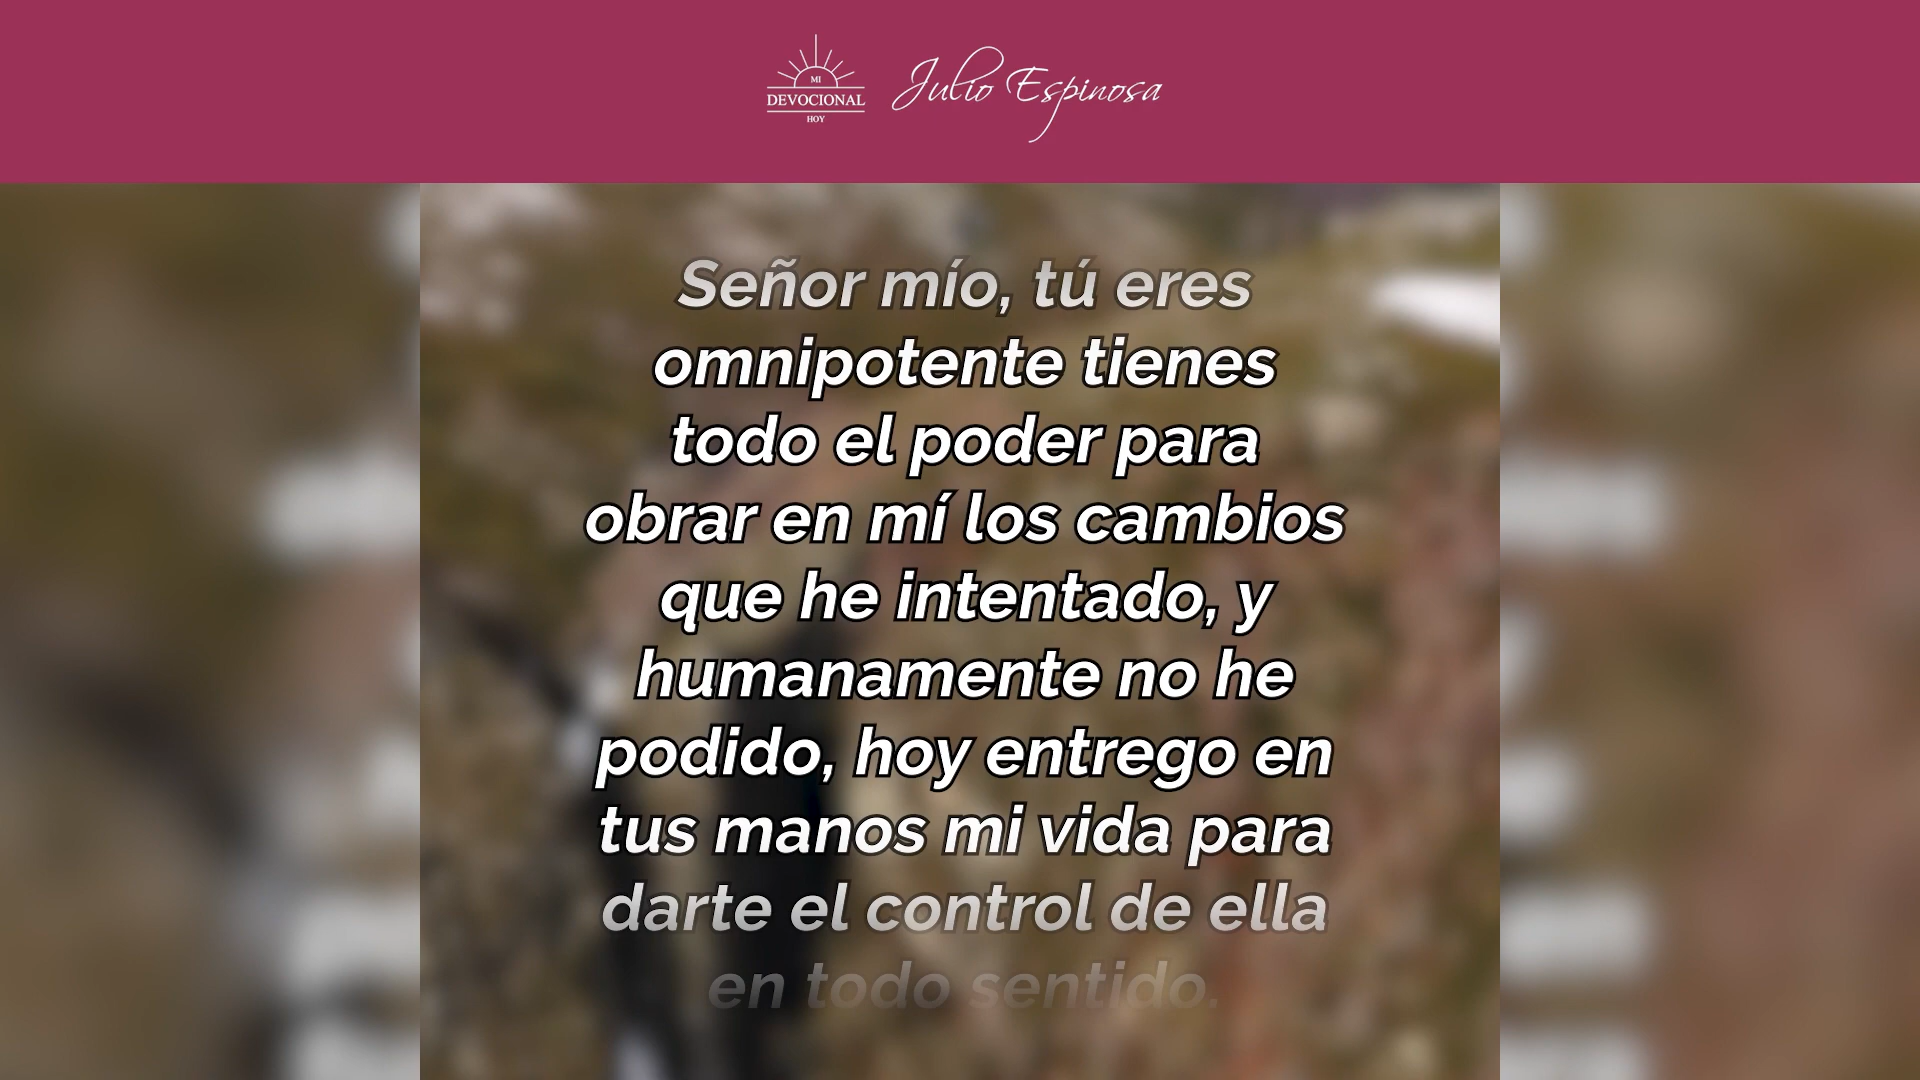 MI
DEVOCIONAL
HOY
Julio Espinosa
Señor mío, tú eres
omnipotente tienes
todo el poder para
obrar en mí los cambios
que he intentado, y
humanamente no he
podido, hoy entrego en
tus manos mi vida para
darte el control de ella
en todo sentido.